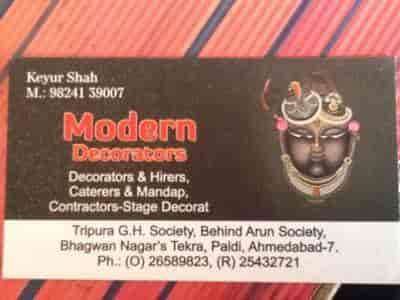 Keyur Shah
M.: 98241 39007
Modern
Decorators
Decorators & Hirers,
Caterers & Mandap,
Contractors-Stage Decorat
Tripura G.H. Society, Behind Arun Society,
Bhagwan Nagar's Tekra, Paldi, Ahmedabad-7.
Ph.: (O) 26589823, (R) 25432721